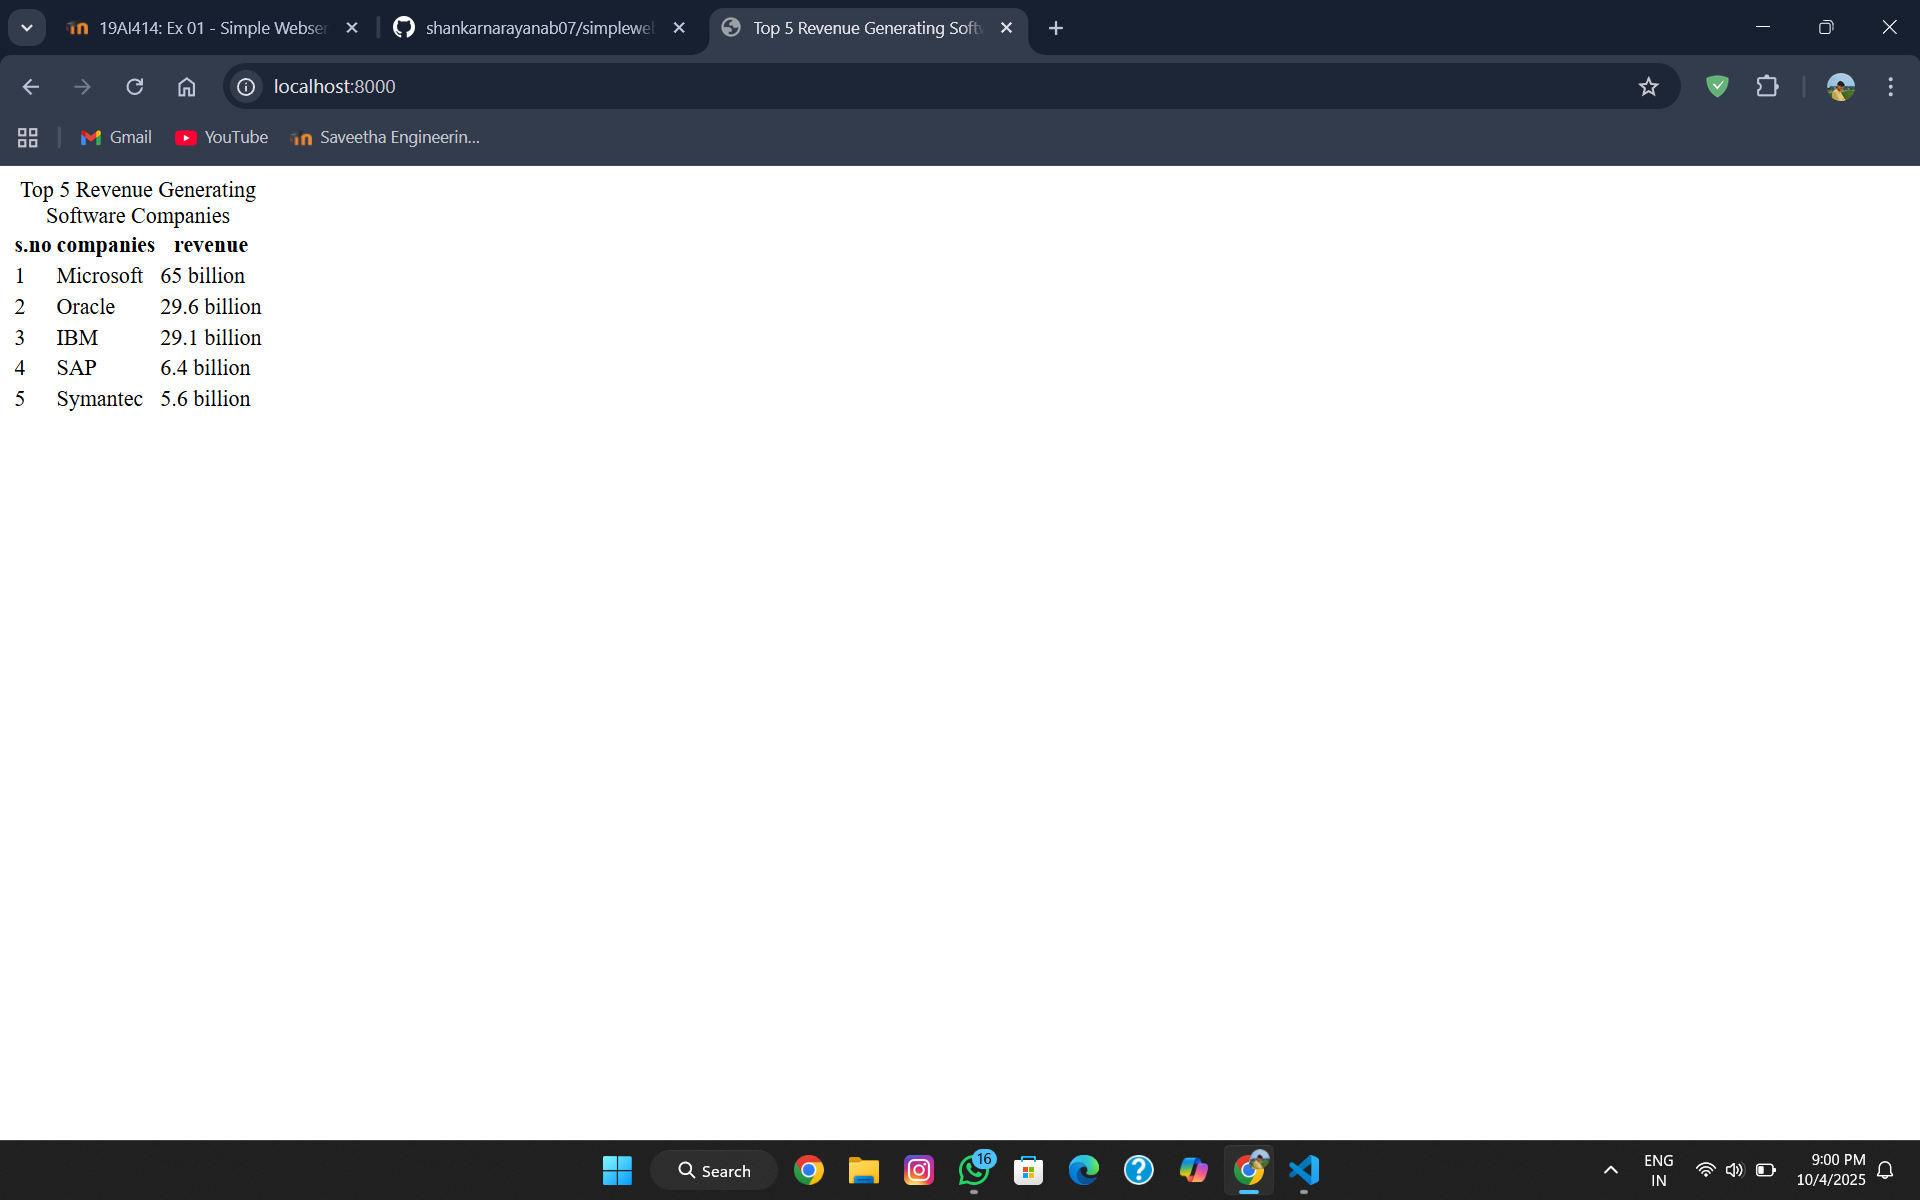 19AI414: Ex 01 - Simple Webser
shankarnarayanab07/simplewel
Top 5 Revenue Generating Soft
localhost:8000
Gmail
YouTube
Saveetha Engineerin...
Top 5 Revenue Generating
Software Companies
s.no companies revenue
1 Microsoft 65 billion
2 Oracle 29.6 billion
3 IBM 29.1 billion
4 SAP 6.4 billion
5 Symantec 5.6 billion
Search
16
ENG
IN
9:00 PM
10/4/2025